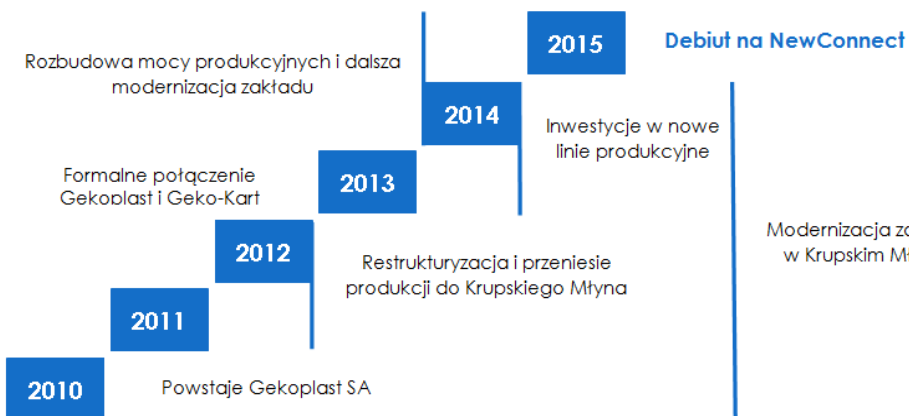 2015
Debiut na NewConnect
Rozbudowa mocy produkcyjnych i dalsza
modernizacja zakładu
2014
Inwestycje w nowe
linie produkcyjne
Formalne połączenie
Gekoplast i Geko-Kart
2013
2012
Restrukturyzacja i przeniesie
produkcji do Krupskiego Młyna
Modernizacja
w Krupskim
2011
2010
Powstaje Gekoplast SA